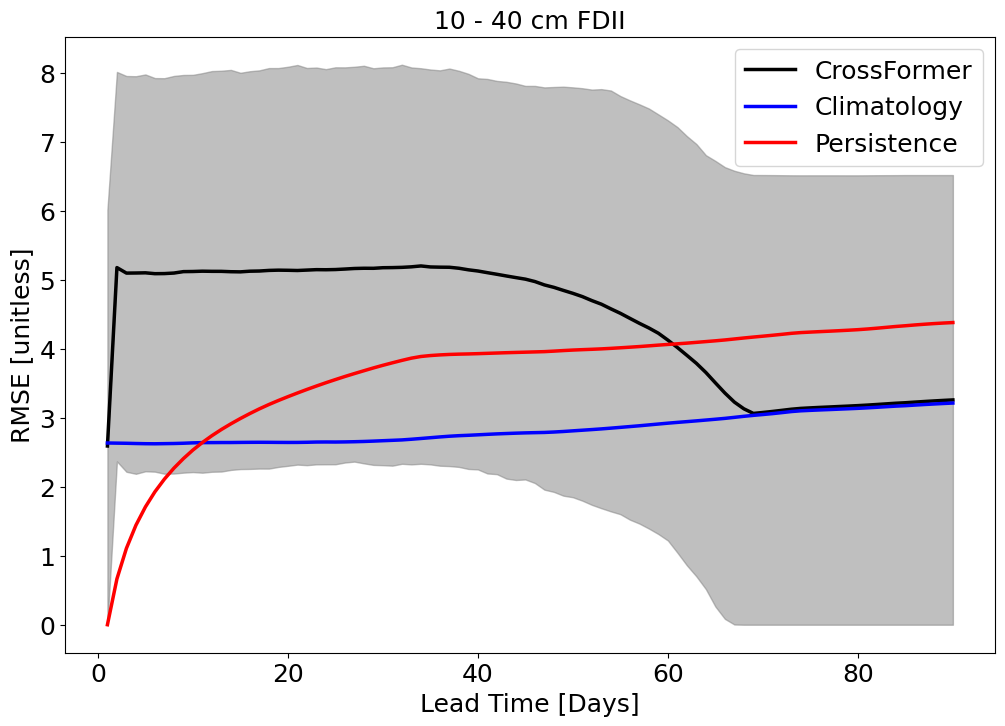 10 - 40 cm FDII
CrossFormer
Climatology
Persistence
RMSE [unitless]
8
7
6
5
4
3
2
1
0
0 20 40 60 80
Lead Time [Days]